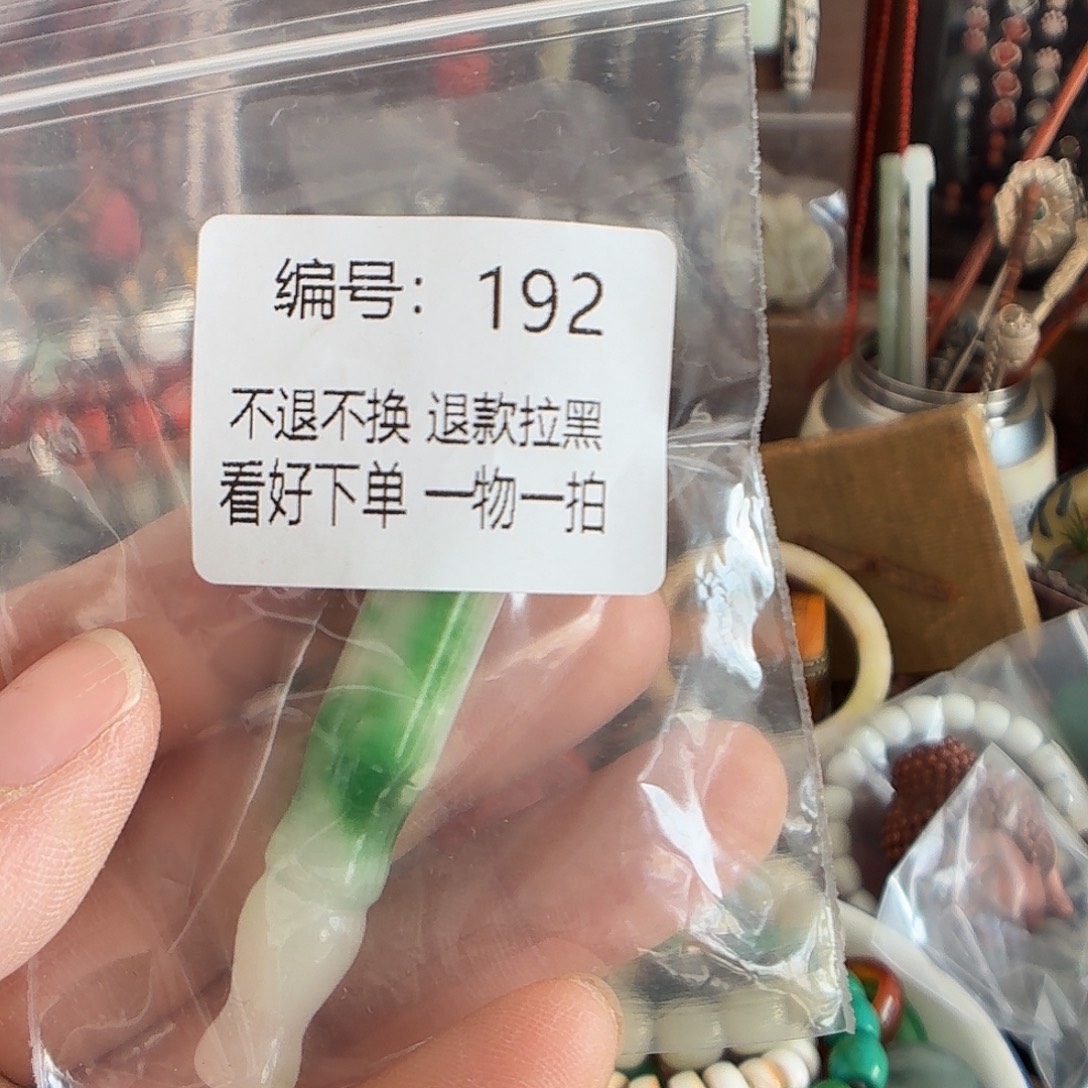 编号：192
不退不换 退款拉黑
看好下单 一物一拍